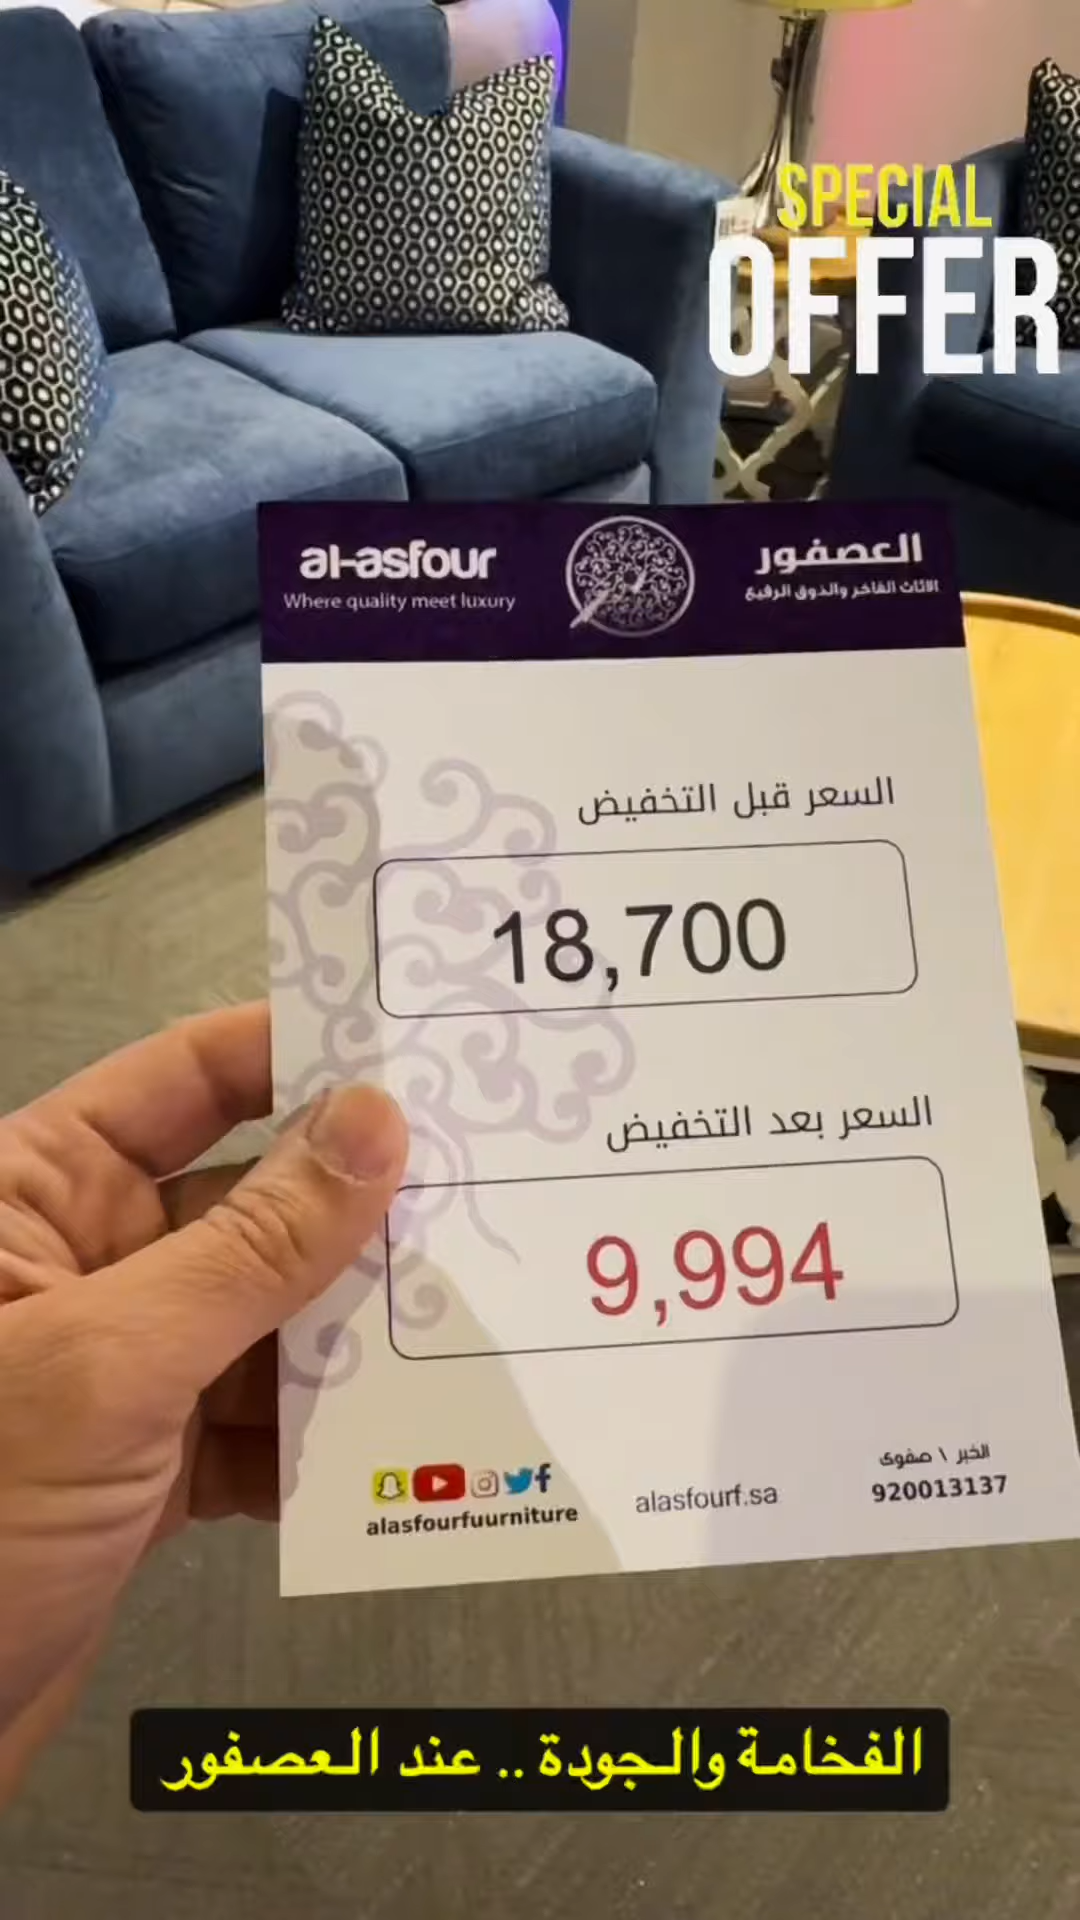 SPECIAL
OFFER
al-asfour
Where quality meet luxury
العصفور
الاثاث الفاخر والذوق الرفيع
السعر قبل التخفيض
18,700
السعر بعد التخفيض
9,994
alasfourfuurniture
alasfourf.sa
الخبر \ صفوى
920013137
الفخامة والجودة .. عند العصفور